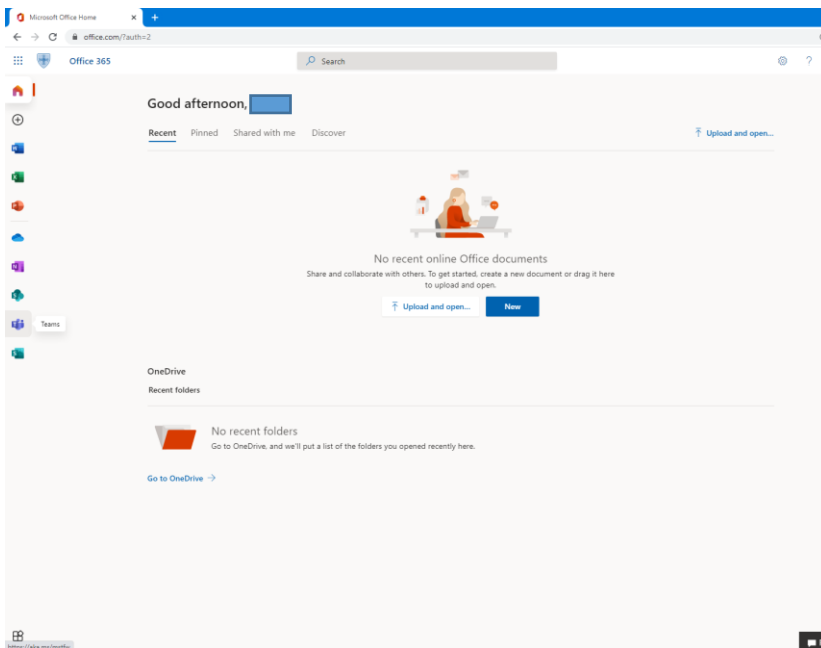 Microsoft Office Home
office.com/?auth=2
Office 365
Search
Good afternoon,
Recent Pinned Shared with me Discover
Upload and open...
No recent online Office documents
Share and collaborate with others. To get started, create a new document or drag it here
to upload and open.
Upload and open... New
Teams
OneDrive
Recent folders
No recent folders
Go to OneDrive, and we'll put a list of the folders you opened recently here.
Go to OneDrive →